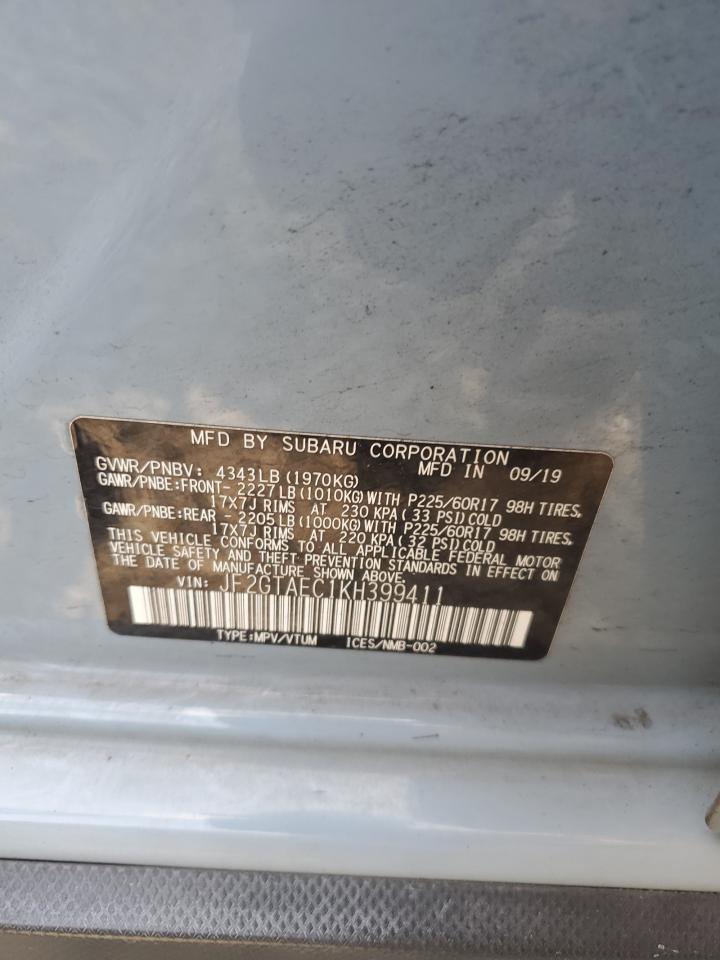 MFD BY SUBARU CORPORATION
GVWR/PNBV: 4343LB(1970KG) MFD IN 09/19
GAWR/PNBE:FRONT- 2227LB(1010KG)WITH P225/60R17 98H TIRES,
17X7J RIMS AT 230 KPA(33 PSI)COLD
GAWR/PNBE:REAR - 2205LB(1000KG)WITH P225/60R17 98H TIRES,
17X7J RIMS AT 220 KPA(32 PSI)COLD
THIS VEHICLE CONFORMS TO ALL APPLICABLE FEDERAL MOTOR
VEHICLE SAFETY AND THEFT PREVENTION STANDARDS IN EFFECT ON
THE DATE OF MANUFACTURE SHOWN ABOVE.
VIN: JF2GTAEC1KH399411
TYPE:MPV/VTUM ICES/NMB-002